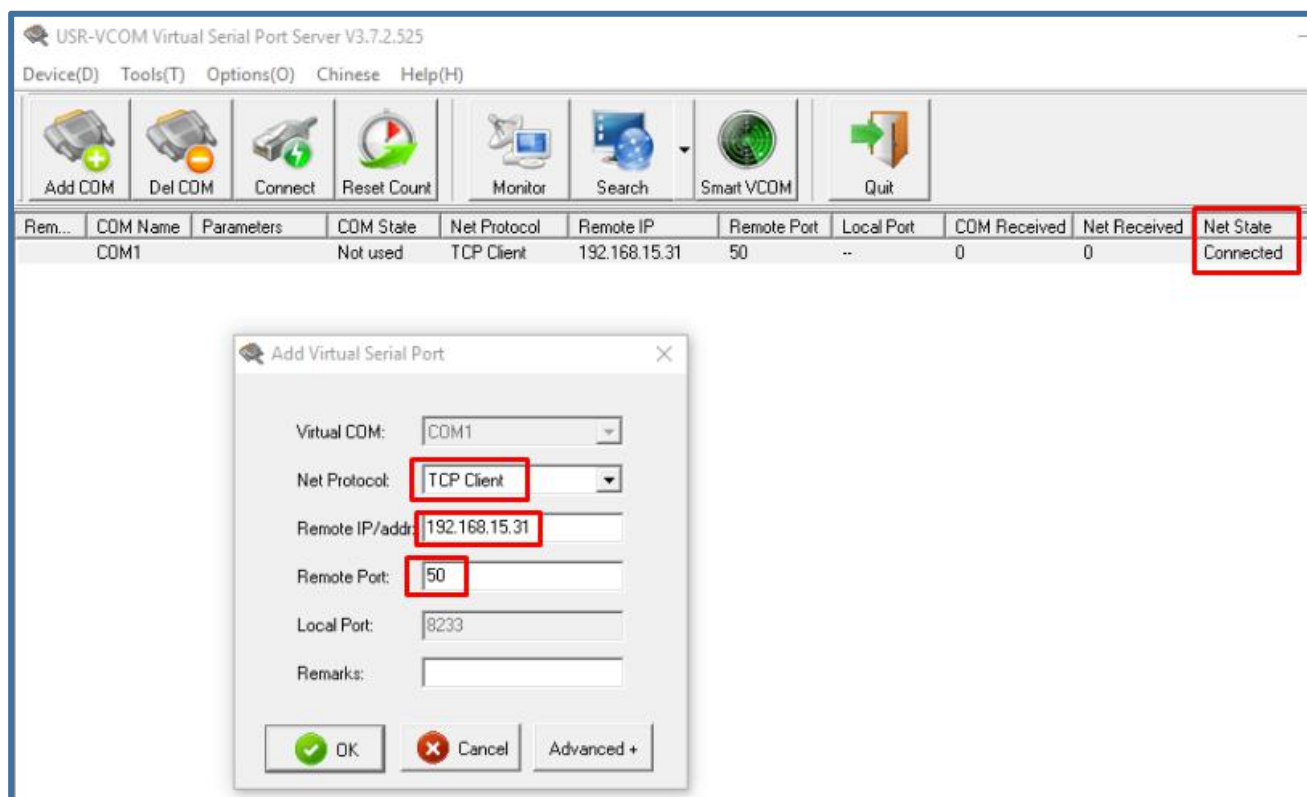 USR-VCOM Virtual Serial Port Server V3.7.2.525
Device(D) Tools(T) Options(O) Chinese Help(H)
Add COM Del COM Connect Reset Count Monitor Search Smart VCOM Quit
Rem... COM Name Parameters COM State Net Protocol Remote IP Remote Port Local Port COM Received Net Received Net State
COM1 Not used TCP Client 192.168.15.31 50 -- 0 0 Connected
Add Virtual Serial Port
Virtual COM: COM1
Net Protocol: TCP Client
Remote IP/addr: 192.168.15.31
Remote Port: 50
Local Port: 8233
Remarks:
OK Cancel Advanced +